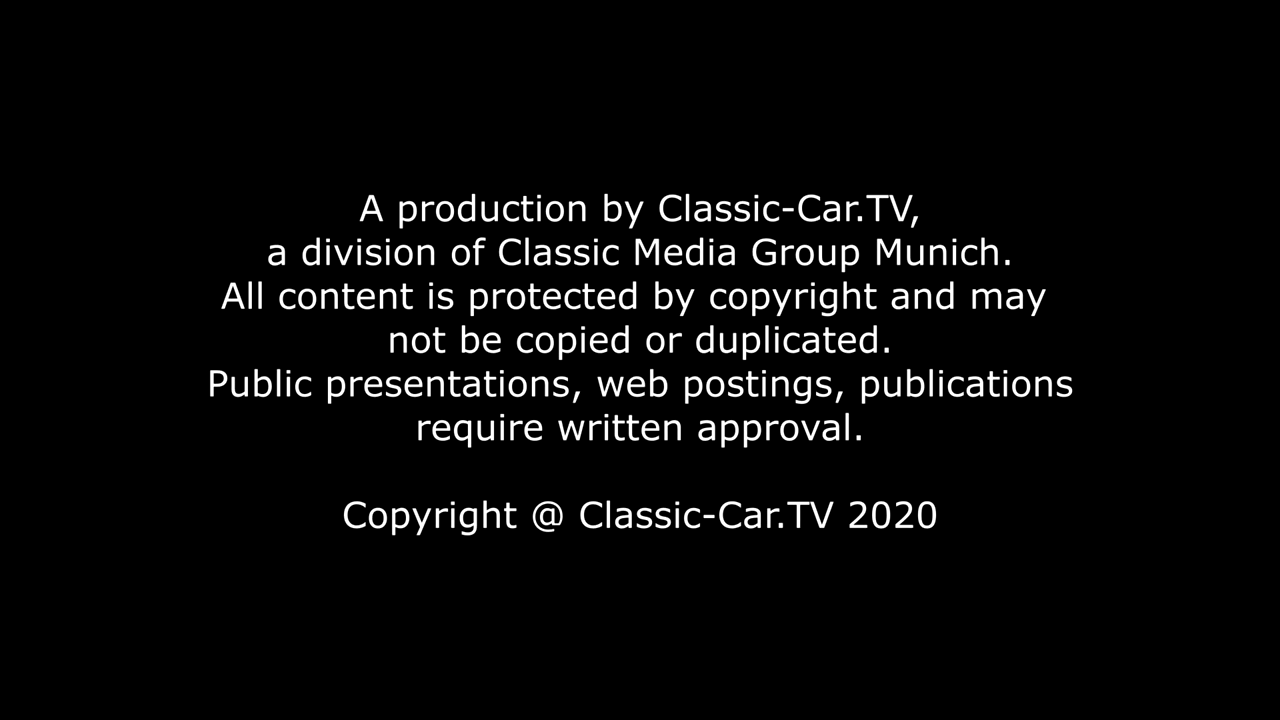 A production by Classic-Car.TV,
a division of Classic Media Group Munich.
All content is protected by copyright and may
not be copied or duplicated.
Public presentations, web postings, publications
require written approval.
Copyright @ Classic-Car.TV 2020